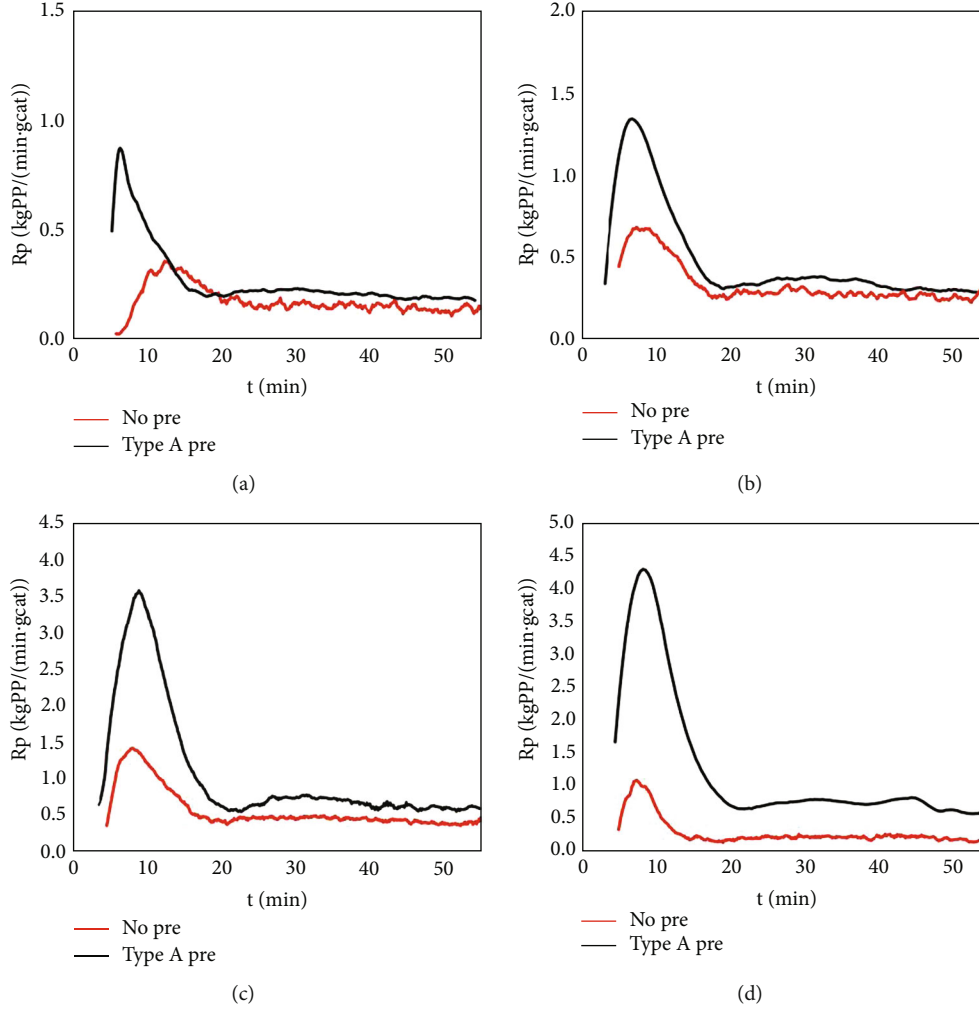 1.5
1.0
0.5
0.0
Rp (kgPP/(min·gcat))
0 10 20 30 40 50
t (min)
No pre
Type A pre
(a)
2.0
1.5
1.0
0.5
0.0
Rp (kgPP/(min·gcat))
0 10 20 30 40 50
t (min)
No pre
Type A pre
(b)
4.5
4.0
3.5
3.0
2.5
2.0
1.5
1.0
0.5
0.0
Rp (kgPP/(min·gcat))
0 10 20 30 40 50
t (min)
No pre
Type A pre
(c)
5.0
4.5
4.0
3.5
3.0
2.5
2.0
1.5
1.0
0.5
0.0
Rp (kgPP/(min·gcat))
0 10 20 30 40 50
t (min)
No pre
Type A pre
(d)